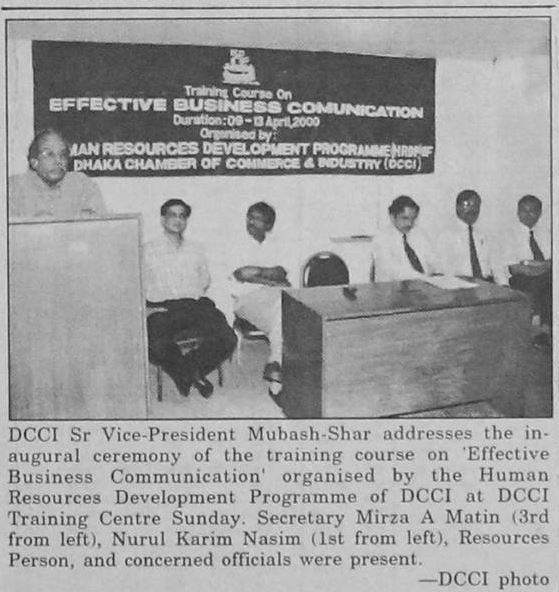 Training Course On
EFFECTIVE BUSINESS COMUNICATION
Duration: 09 - 13 April, 2000
Organised by:
MAN RESOURCES DEVELOPMENT PROGRAMME
DHAKA CHAMBER OF COMMERCE & INDUSTRY (DCCI)
DCCI Sr Vice-President Mubash-Shar addresses the in-
augural ceremony of the training course on 'Effective
Business Communication' organised by the Human
Resources Development Programme of DCCI at DCCI
Training Centre Sunday. Secretary Mirza A Matin (3rd
from left), Nurul Karim Nasim (1st from left), Resources
Person, and concerned officials were present.
—DCCI photo